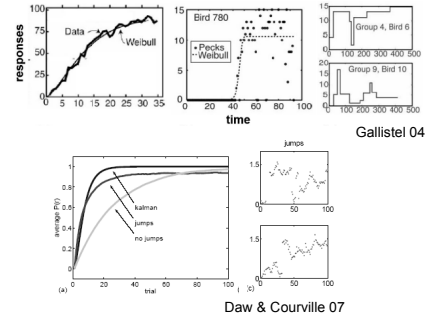 responses
100
75
50
25
0
Data
Weibull
1 5 10 15 20 25 30 35
Bird 780
15
10
5
0
Pecks
Weibull
0 20 40 60 80 100
time
15
10
5
0
Group 4, Bird 6
0 100 200 300 400 500
20
15
10
5
0
Group 9, Bird 10
0 100 200 300 400 500
Gallistel 04
average P(r)
1
0.8
0.6
0.4
0.2
0
kalman
jumps
no jumps
0 20 40 60 80 100
(a)
trial
jumps
1.5
0
0 50 100
1.5
0
0 50 100
(c)
Daw & Courville 07